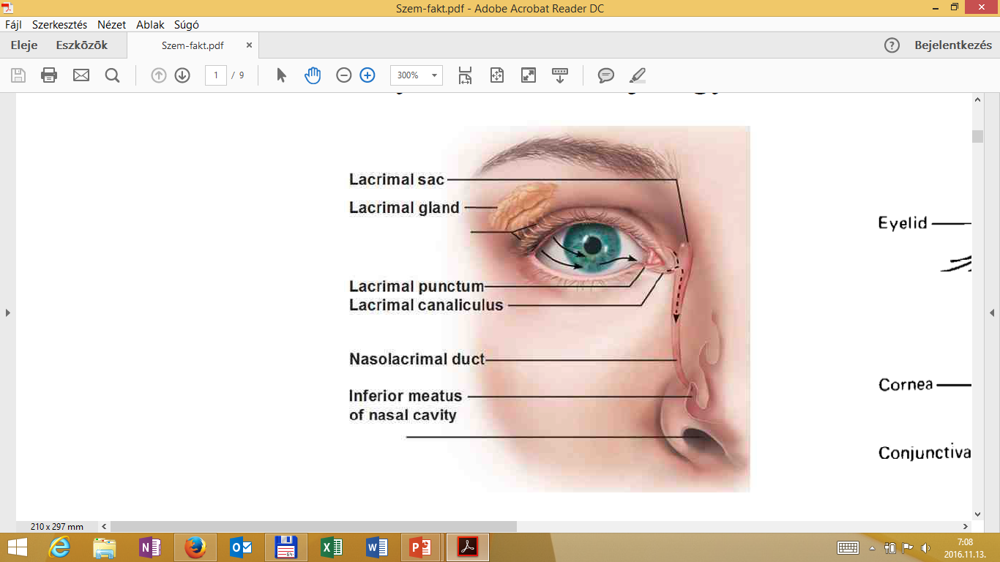 Szem-fakt.pdf - Adobe Acrobat Reader DC
Fájl Szerkesztés Nézet Ablak Súgó
Eleje Eszközök Szem-fakt.pdf × ? Bejelentkezés
1 / 9 300%
Lacrimal sac
Lacrimal gland
Lacrimal punctum
Lacrimal canaliculus
Nasolacrimal duct
Inferior meatus
of nasal cavity
Eyelid
Cornea
Conjunctiva
210 x 297 mm
7:08
2016.11.13.